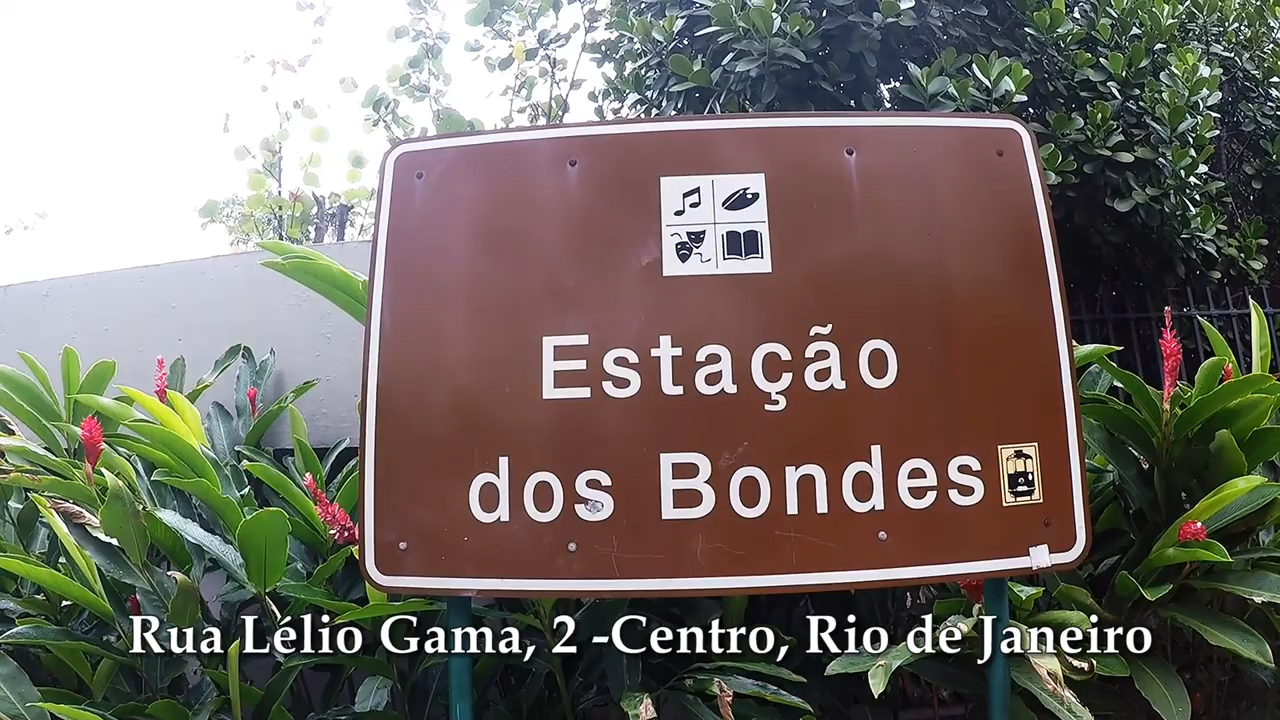 Estação
dos Bondes
Rua Lélio Gama, 2 -Centro, Rio de Janeiro